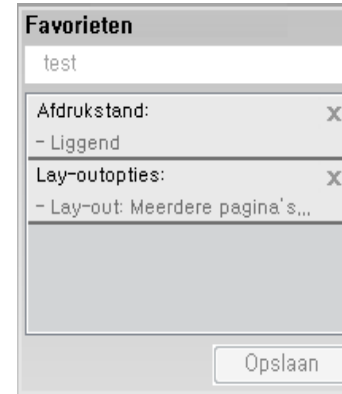 Favorieten
test
Afdrukstand: x
- Liggend
Lay-outopties: x
- Lay-out: Meerdere pagina's...
Opslaan